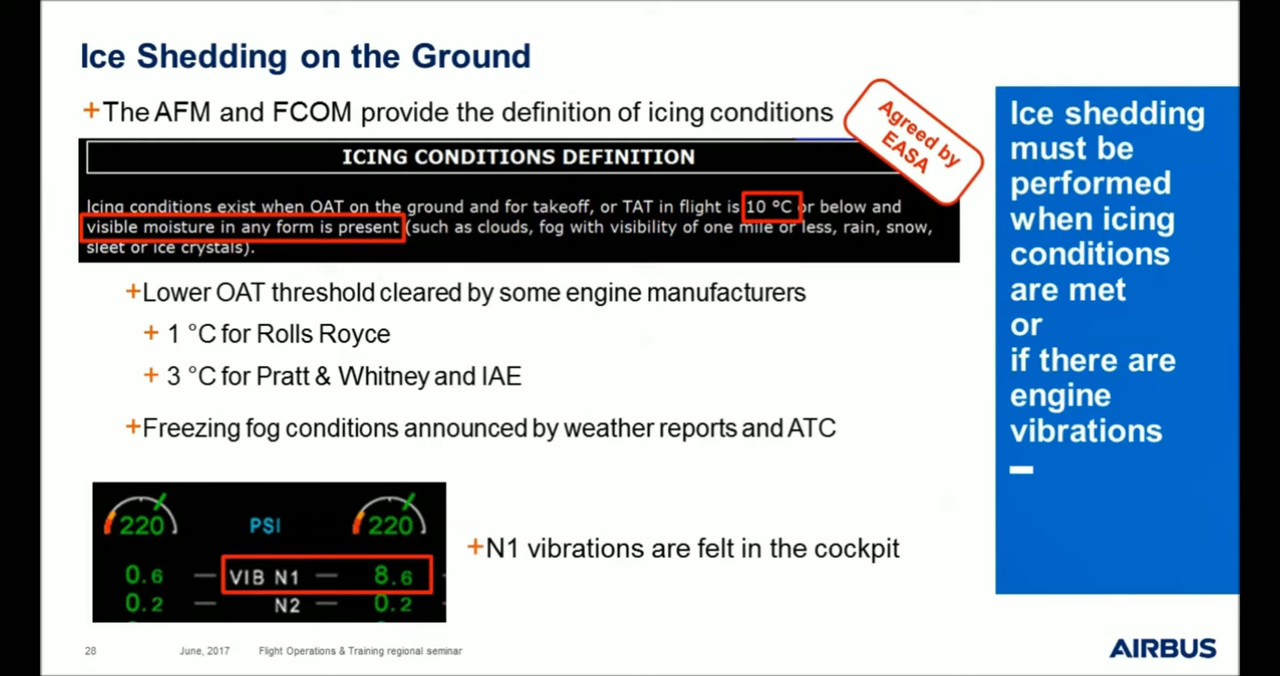 Ice Shedding on the Ground
+The AFM and FCOM provide the definition of icing conditions
Agreed by
EASA
ICING CONDITIONS DEFINITION
Icing conditions exist when OAT on the ground and for takeoff, or TAT in flight is 10 °C or below and
visible moisture in any form is present (such as clouds, fog with visibility of one mile or less, rain, snow,
sleet or ice crystals).
+Lower OAT threshold cleared by some engine manufacturers
+ 1 °C for Rolls Royce
+ 3 °C for Pratt & Whitney and IAE
+Freezing fog conditions announced by weather reports and ATC
220 PSI 220
0.6 — VIB N1 — 8.6
0.2 — N2 — 0.2
+N1 vibrations are felt in the cockpit
Ice shedding
must be
performed
when icing
conditions
are met
or
if there are
engine
vibrations
28 June, 2017 Flight Operations & Training regional seminar
AIRBUS